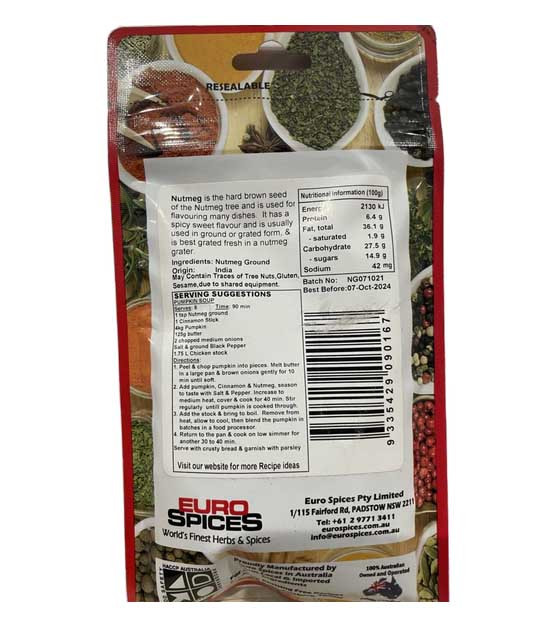 RESEALABLE
Nutmeg is the hard brown seed
of the Nutmeg tree and is used for
flavouring many dishes. It has a
spicy sweet flavour and is usually
used in ground or grated form, &
is best grated fresh in a nutmeg
grater.
Ingredients: Nutmeg Ground
Origin: India
May Contain Traces of Tree Nuts,Gluten,
Sesame,due to shared equipment.
Nutritional information (100g)
Energy 2130 kJ
Protein 6.4 g
Fat, total 36.1 g
- saturated 1.9 g
Carbohydrate 27.5 g
- sugars 14.9 g
Sodium 42 mg
Batch No: NG071021
Best Before:07-Oct-2024
SERVING SUGGESTIONS
PUMPKIN SOUP
Serves: 8 Time: 90 min
1 tsp Nutmeg ground
1 Cinnamon Stick
4kg Pumpkin
125g butter
2 chopped medium onions
Salt & ground Black Pepper
1.75 L Chicken stock
Directions:
1. Peel & chop pumpkin into pieces. Melt butter
in a large pan & brown onions gently for 10
min until soft.
2. Add pumpkin, Cinnamon & Nutmeg, season
to taste with Salt & Pepper. Increase to
medium heat, cover & cook for 40 min. Stir
regularly until pumpkin is cooked through.
3. Add the stock & bring to boil. Remove from
heat, allow to cool, then blend the pumpkin in
batches in a food processor.
4. Return to the pan & cook on low simmer for
another 30 to 40 min.
Serve with crusty bread & garnish with parsley
Visit our website for more Recipe ideas
9 335429 090167
EURO
SPICES
World's Finest Herbs & Spices
Euro Spices Pty Limited
1/115 Fairford Rd, PADSTOW NSW 2211
Tel: +61 2 9771 3411
eurospices.com.au
info@eurospices.com.au
HACCP AUSTRALIA
Proudly Manufactured by
Euro Spices in Australia
Local & Imported
Ingredients
100% Australian
Owned and Operated